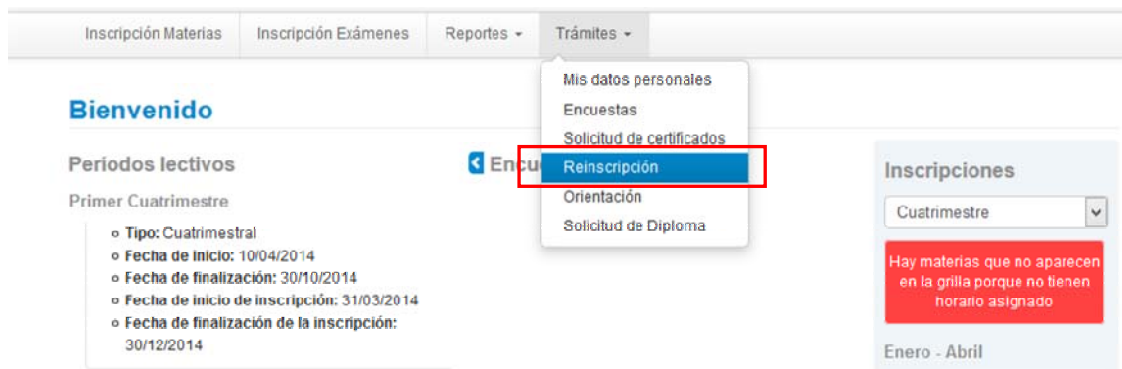 Inscripción Materias
Inscripción Exámenes
Reportes
Trámites
Mis datos personales
Encuestas
Solicitud de certificados
Reinscripción
Orientación
Solicitud de Diploma
Bienvenido
Períodos lectivos
Primer Cuatrimestre
Tipo: Cuatrimestral
Fecha de inicio: 10/04/2014
Fecha de finalización: 30/10/2014
Fecha de inicio de inscripción: 31/03/2014
Fecha de finalización de la inscripción:
30/12/2014
Encu
Inscripciones
Cuatrimestre
Hay materias que no aparecen
en la grilla porque no tienen
horario asignado
Enero - Abril